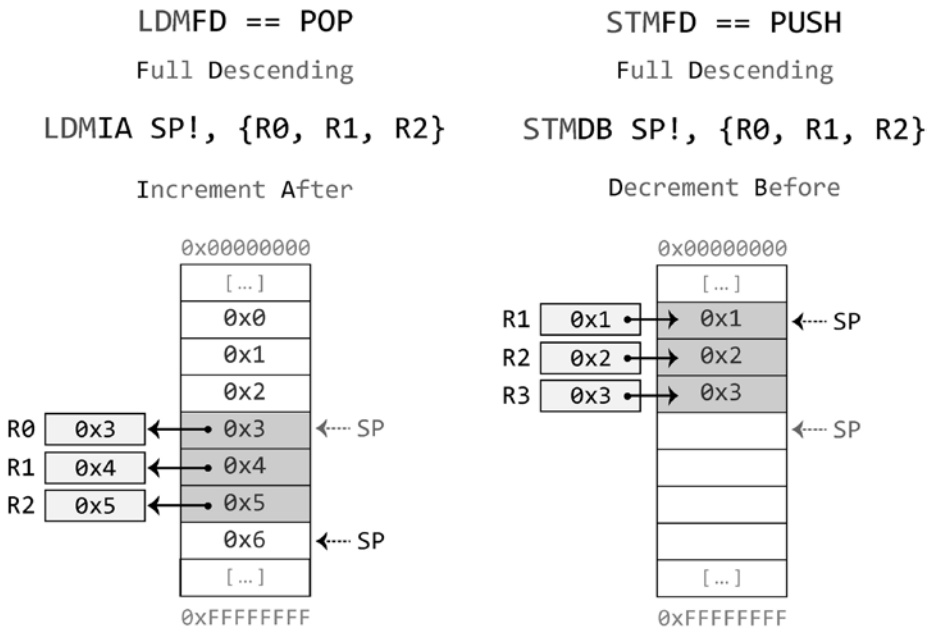 LDMFD == POP
Full Descending
LDMIA SP!, {R0, R1, R2}
Increment After
0x00000000
[…]
0x0
0x1
0x2
R0 0x3 0x3 SP
R1 0x4 0x4
R2 0x5 0x5
0x6 SP
[…]
0xFFFFFFFF
STMFD == PUSH
Full Descending
STMDB SP!, {R0, R1, R2}
Decrement Before
0x00000000
[…]
R1 0x1 0x1 SP
R2 0x2 0x2
R3 0x3 0x3
SP
[…]
0xFFFFFFFF